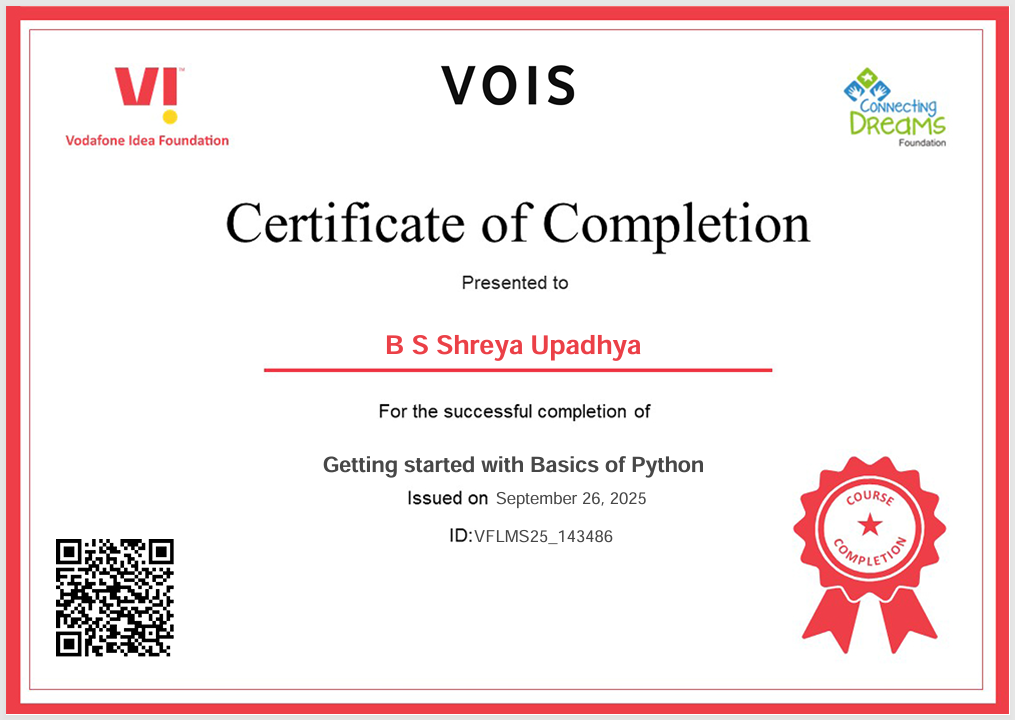 VI™
Vodafone Idea Foundation
VOIS
Connecting
Dreams
Foundation
Certificate of Completion
Presented to
B S Shreya Upadhya
For the successful completion of
Getting started with Basics of Python
Issued on September 26, 2025
ID:VFLMS25_143486
COURSE
COMPLETION